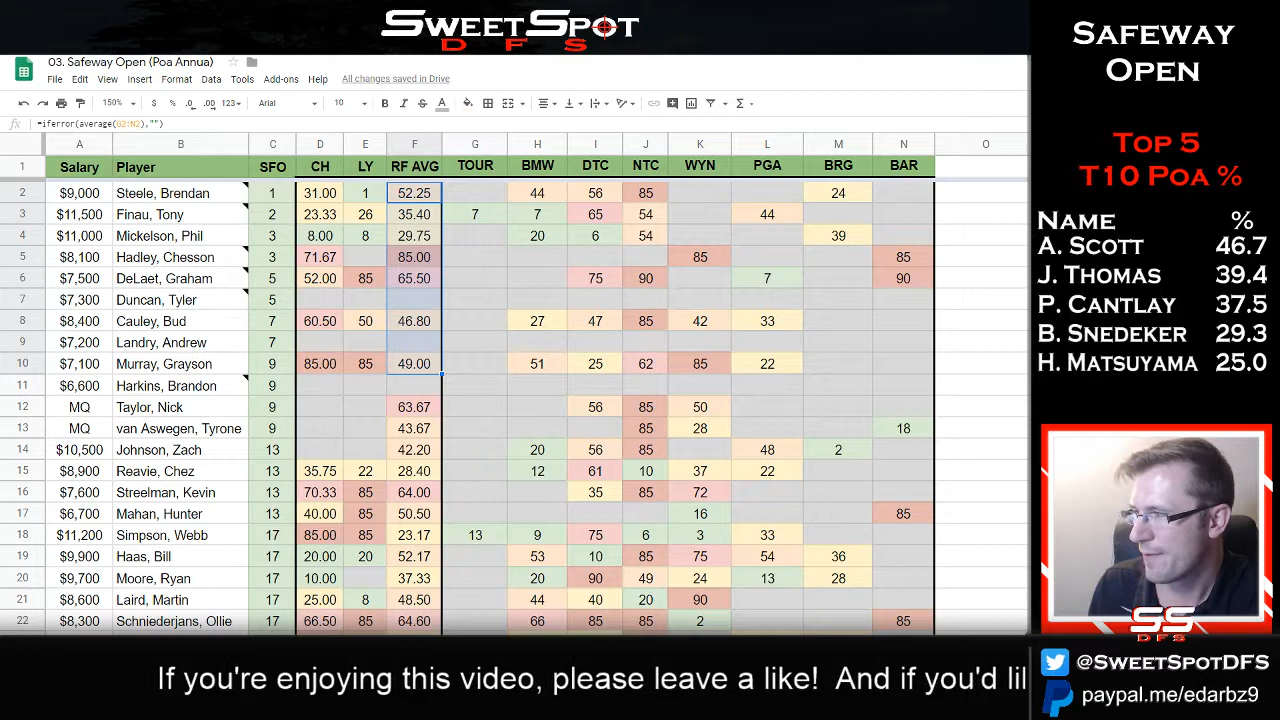 SweetSpot
DFS
03. Safeway Open (Poa Annua)
File Edit View Insert Format Data Tools Add-ons Help All changes saved in Drive
150% $ % .0 .00 123 Arial 10 B I S A
fx =iferror(average(G2:N2),"")
A B C D E F G H I J K L M N O
1 Salary Player SFO CH LY RF AVG TOUR BMW DTC NTC WYN PGA BRG BAR
2 $9,000 Steele, Brendan 1 31.00 1 52.25 44 56 85 24
3 $11,500 Finau, Tony 2 23.33 26 35.40 7 7 65 54 44
4 $11,000 Mickelson, Phil 3 8.00 8 29.75 20 6 54 39
5 $8,100 Hadley, Chesson 3 71.67 85.00 85 85
6 $7,500 DeLaet, Graham 5 52.00 85 65.50 75 90 7 90
7 $7,300 Duncan, Tyler 5
8 $8,400 Cauley, Bud 7 60.50 50 46.80 27 47 85 42 33
9 $7,200 Landry, Andrew 7
10 $7,100 Murray, Grayson 9 85.00 85 49.00 51 25 62 85 22
11 $6,600 Harkins, Brandon 9
12 MQ Taylor, Nick 9 63.67 56 85 50
13 MQ van Aswegen, Tyrone 9 43.67 85 28 18
14 $10,500 Johnson, Zach 13 42.20 20 56 85 48 2
15 $8,900 Reavie, Chez 13 35.75 22 28.40 12 61 10 37 22
16 $7,600 Streelman, Kevin 13 70.33 85 64.00 35 85 72
17 $6,700 Mahan, Hunter 13 40.00 85 50.50 16 85
18 $11,200 Simpson, Webb 17 85.00 85 23.17 13 9 75 6 3 33
19 $9,900 Haas, Bill 17 20.00 20 52.17 53 10 85 75 54 36
20 $9,700 Moore, Ryan 17 10.00 37.33 20 90 49 24 13 28
21 $8,600 Laird, Martin 17 25.00 8 48.50 44 40 20 90
22 $8,300 Schniederjans, Ollie 17 66.50 85 64.60 66 85 85 2 85
Safeway
Open
Top 5
T10 Poa %
Name %
A. Scott 46.7
J. Thomas 39.4
P. Cantlay 37.5
B. Snedeker 29.3
H. Matsuyama 25.0
SS
DFS
@SweetSpotDFS
paypal.me/edarbz9
If you're enjoying this video, please leave a like! And if you'd lil